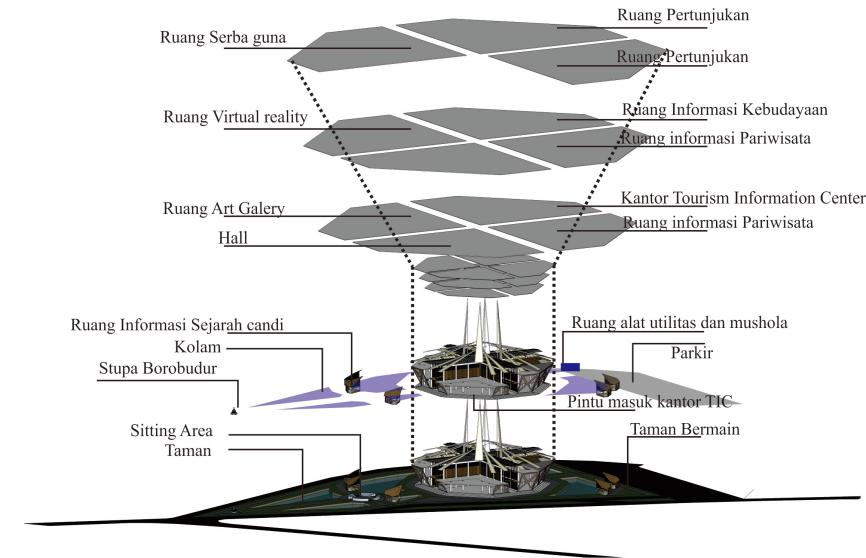 Ruang Pertunjukan
Ruang Serba guna
Ruang Pertunjukan
Ruang Informasi Kebudayaan
Ruang Virtual reality
Ruang informasi Pariwisata
Kantor Tourism Information Center
Ruang Art Galery
Ruang informasi Pariwisata
Hall
Ruang Informasi Sejarah candi
Ruang alat utilitas dan mushola
Kolam
Parkir
Stupa Borobudur
Pintu masuk kantor TIC
Sitting Area
Taman Bermain
Taman